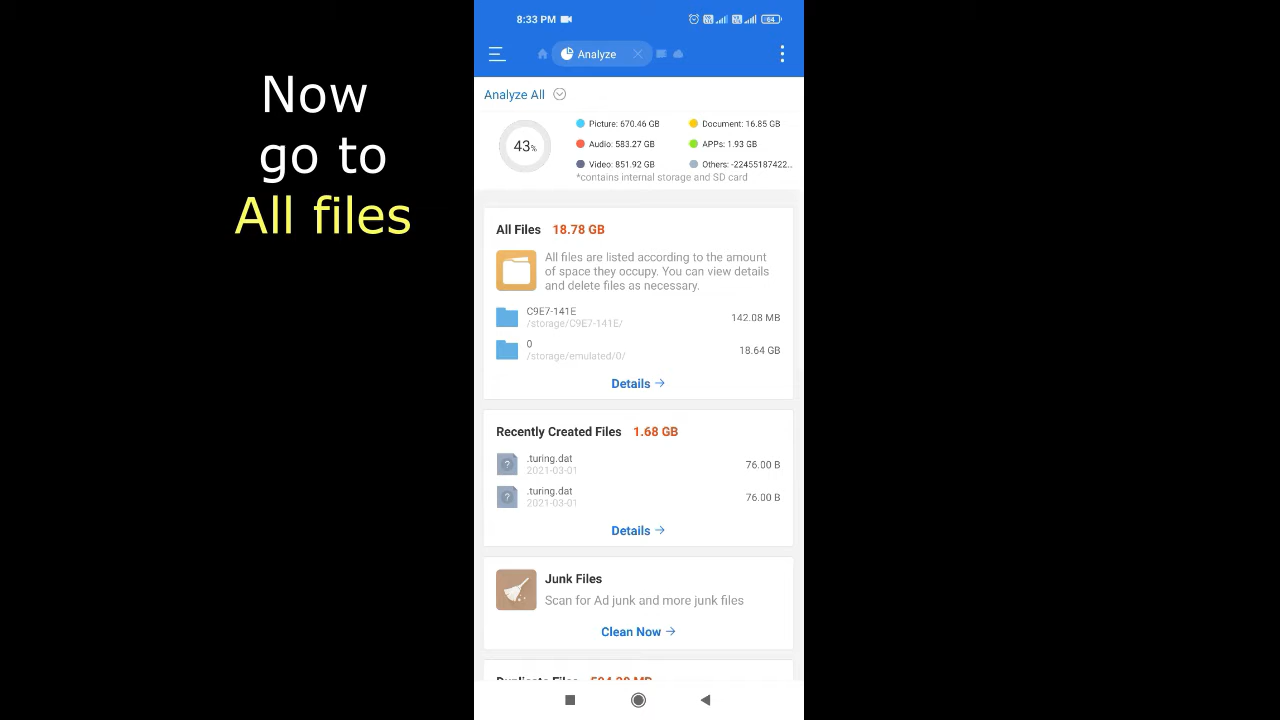 Now
go to
All files
8:33 PM
64
Analyze
Analyze All
43%
Picture: 670.46 GB
Document: 16.85 GB
Audio: 583.27 GB
APPs: 1.93 GB
Video: 851.92 GB
Others: -22455187422...
*contains internal storage and SD card
All Files 18.78 GB
All files are listed according to the amount
of space they occupy. You can view details
and delete files as necessary.
C9E7-141E
/storage/C9E7-141E/
142.08 MB
0
/storage/emulated/0/
18.64 GB
Details
Recently Created Files 1.68 GB
.turing.dat
2021-03-01
76.00 B
.turing.dat
2021-03-01
76.00 B
Details
Junk Files
Scan for Ad junk and more junk files
Clean Now